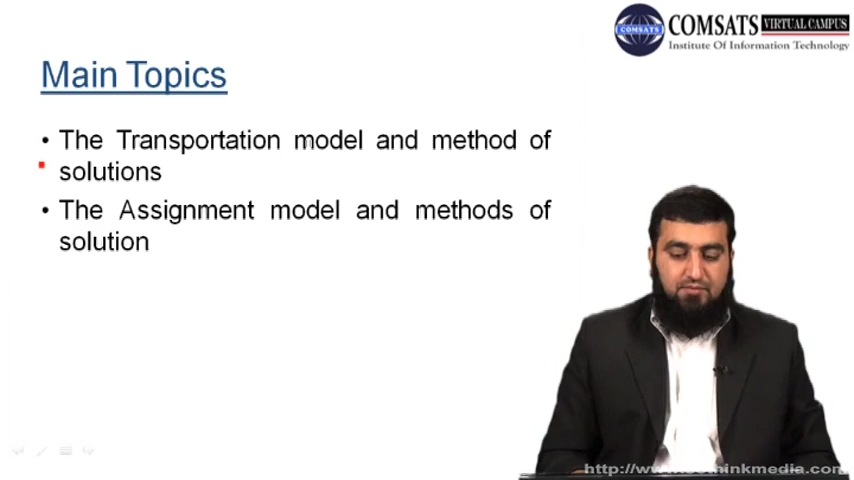 COMSATS VIRTUAL CAMPUS
COMSATS
Institute Of Information Technology
Main Topics
• The Transportation model and method of
solutions
• The Assignment model and methods of
solution